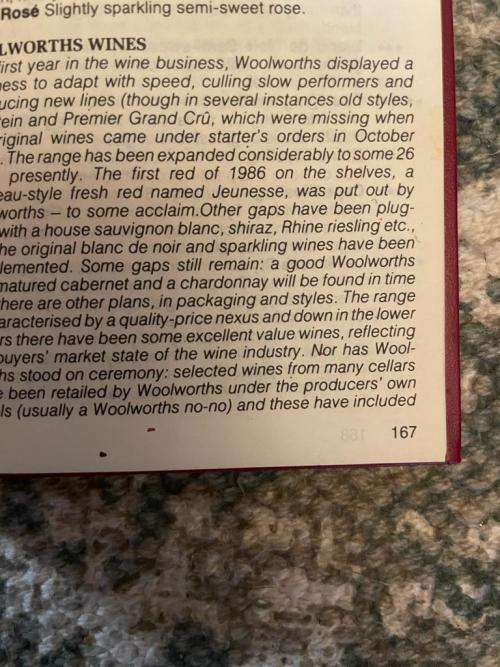 Rosé Slightly sparkling semi-sweet rose.
LWORTHS WINES
first year in the wine business, Woolworths displayed a
ness to adapt with speed, culling slow performers and
ucing new lines (though in several instances old styles,
tein and Premier Grand Crû, which were missing when
riginal wines came under starter's orders in October
. The range has been expanded considerably to some 26
presently. The first red of 1986 on the shelves, a
eau-style fresh red named Jeunesse, was put out by
worths – to some acclaim.Other gaps have been plug-
with a house sauvignon blanc, shiraz, Rhine riesling etc.,
he original blanc de noir and sparkling wines have been
lemented. Some gaps still remain: a good Woolworths
matured cabernet and a chardonnay will be found in time
there are other plans, in packaging and styles. The range
aracterised by a quality-price nexus and down in the lower
rs there have been some excellent value wines, reflecting
buyers' market state of the wine industry. Nor has Wool-
hs stood on ceremony: selected wines from many cellars
e been retailed by Woolworths under the producers' own
ls (usually a Woolworths no-no) and these have included
167